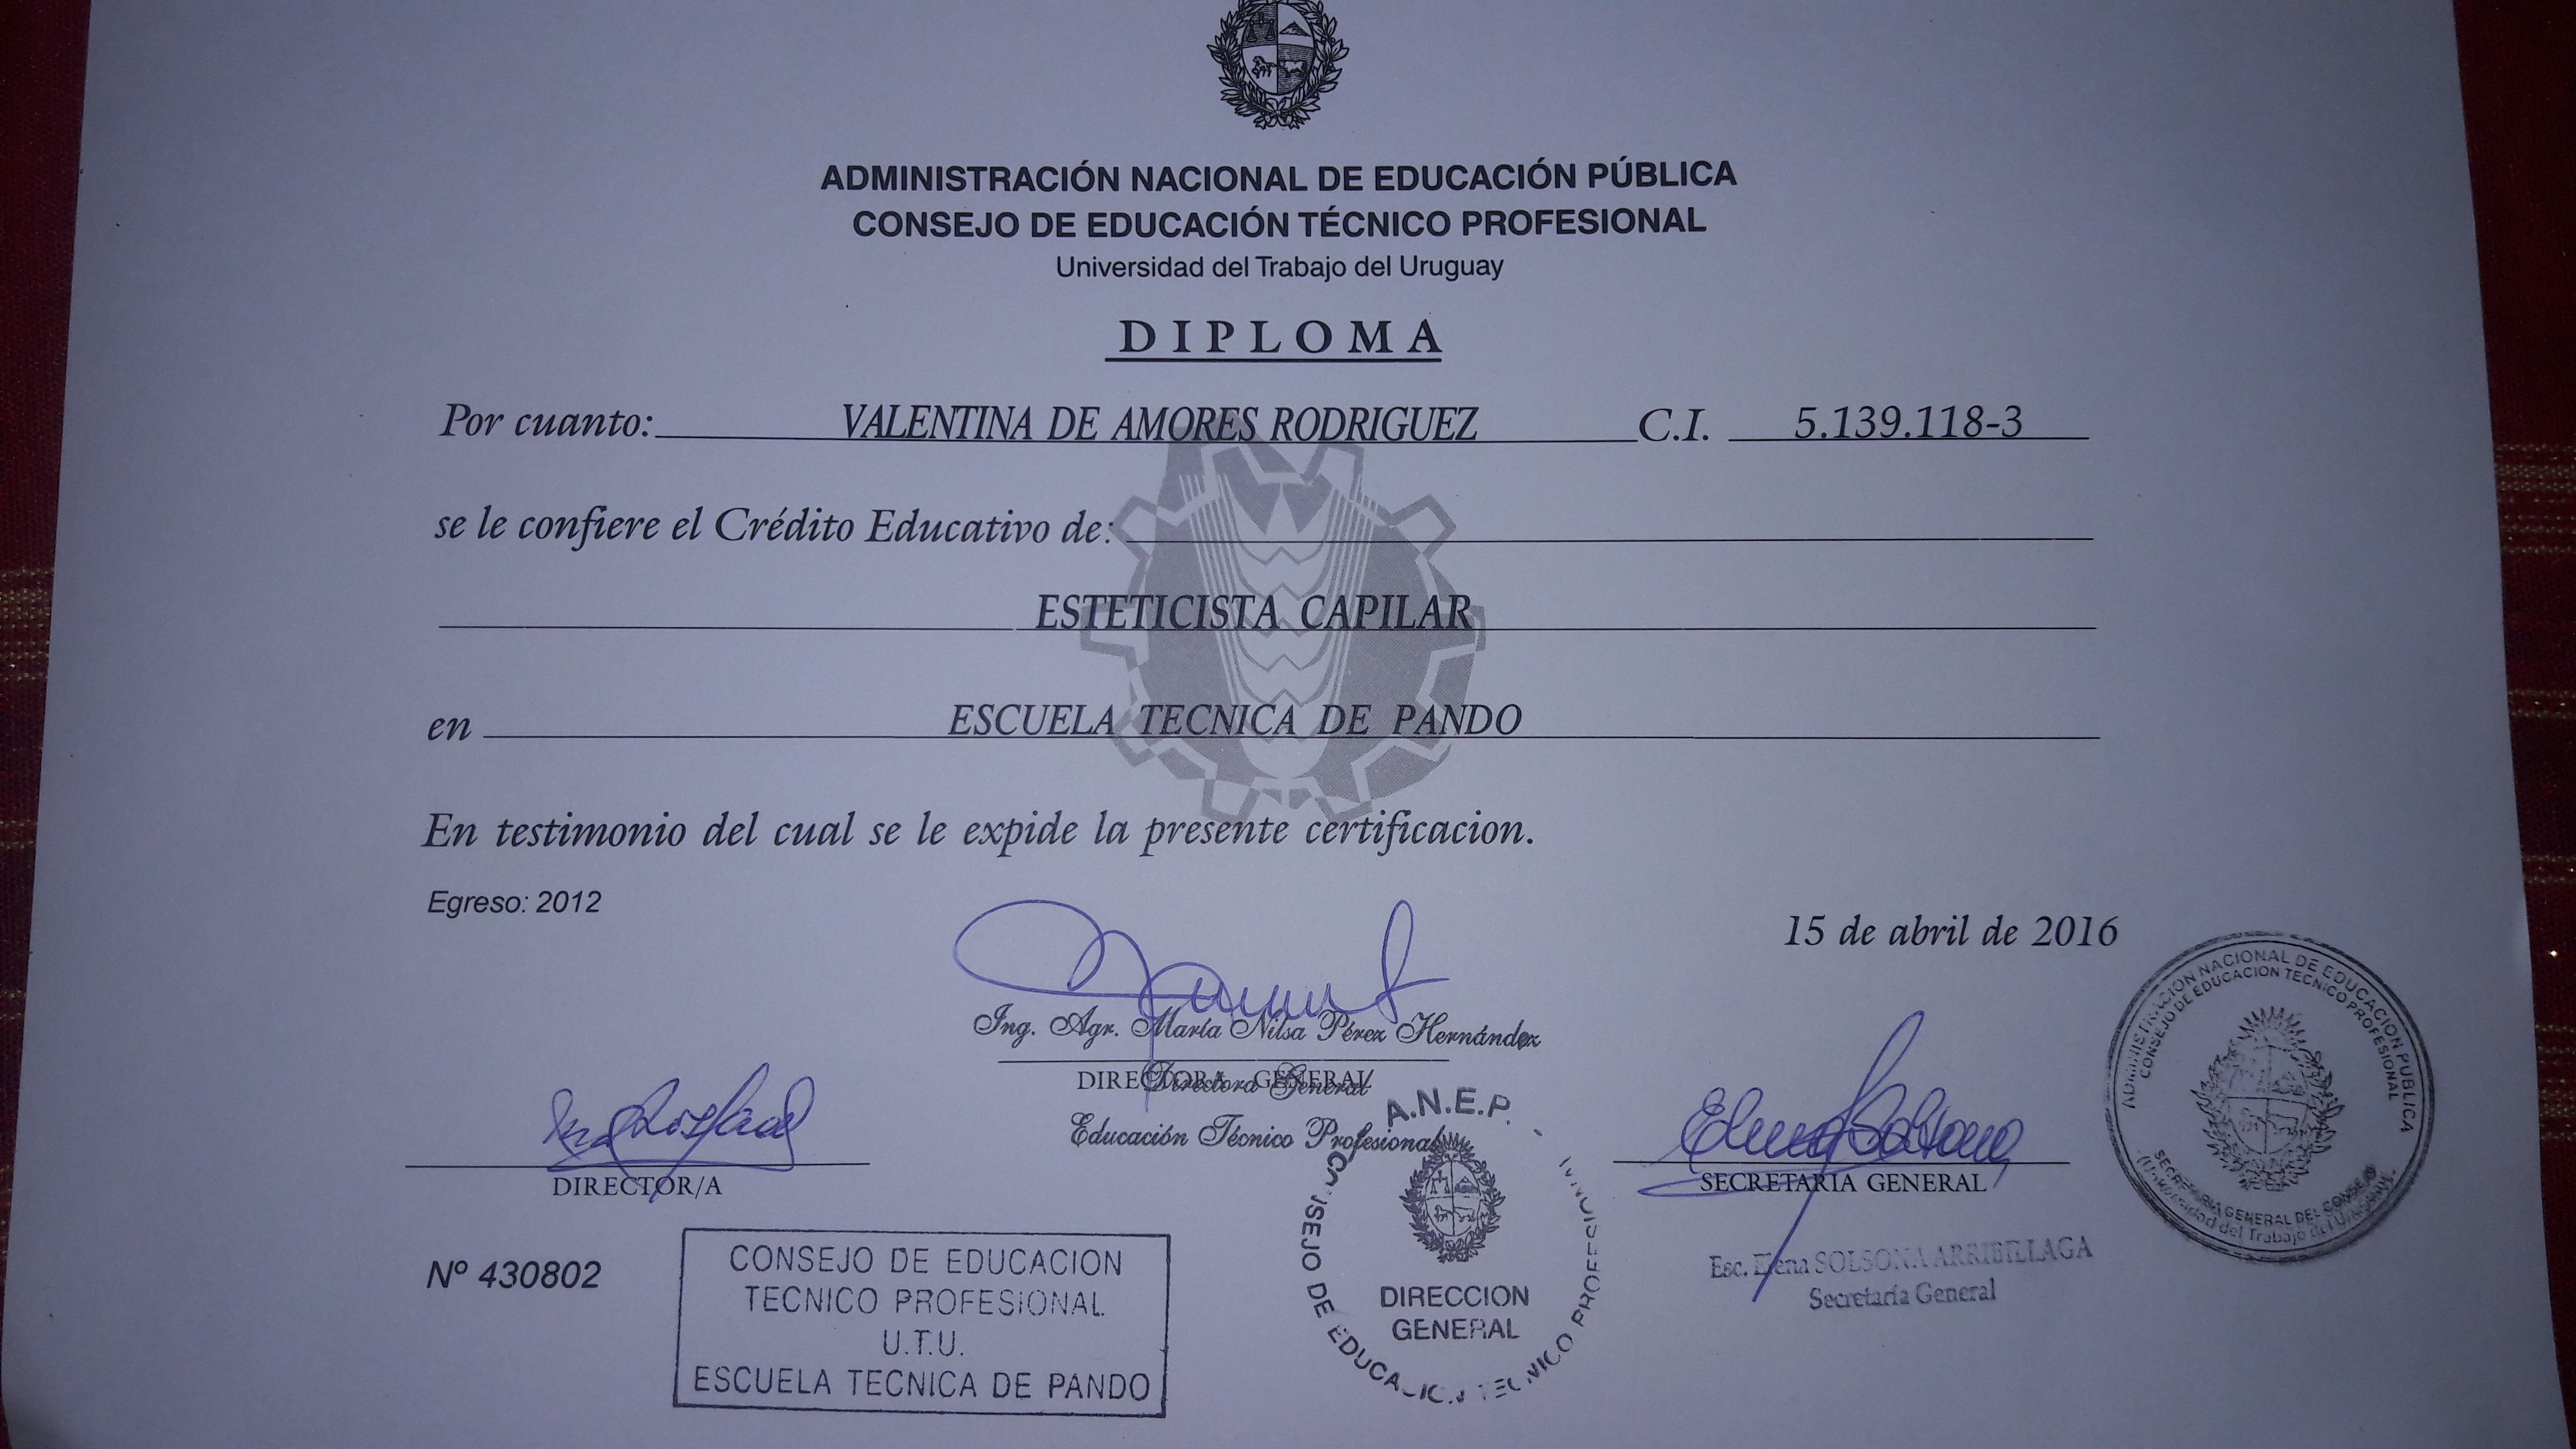 ADMINISTRACIÓN NACIONAL DE EDUCACIÓN PÚBLICA
CONSEJO DE EDUCACIÓN TÉCNICO PROFESIONAL
Universidad del Trabajo del Uruguay
DIPLOMA
Por cuanto: VALENTINA DE AMORES RODRIGUEZ C.I. 5.139.118-3
se le confiere el Crédito Educativo de:
ESTETICISTA CAPILAR
en ESCUELA TECNICA DE PANDO
En testimonio del cual se le expide la presente certificacion.
Egreso: 2012
15 de abril de 2016
Ing. Agr. María Nilsa Pérez Hernández
DIRECTORA GENERAL
Directora General
Educación Técnico Profesional
DIRECTOR/A
SECRETARIA GENERAL
Esc. Elena SOLSONA ARRIBILLAGA
Secretaria General
Nº 430802
CONSEJO DE EDUCACION
TECNICO PROFESIONAL
U.T.U.
ESCUELA TECNICA DE PANDO
A.N.E.P.
CONSEJO DE EDUCACION TECNICO PROFESIONAL
DIRECCION
GENERAL
ADMINISTRACION NACIONAL DE EDUCACION PUBLICA
CONSEJO DE EDUCACION TECNICO PROFESIONAL
SECRETARIA GENERAL DEL CONSEJO
(Universidad del Trabajo del Uruguay)